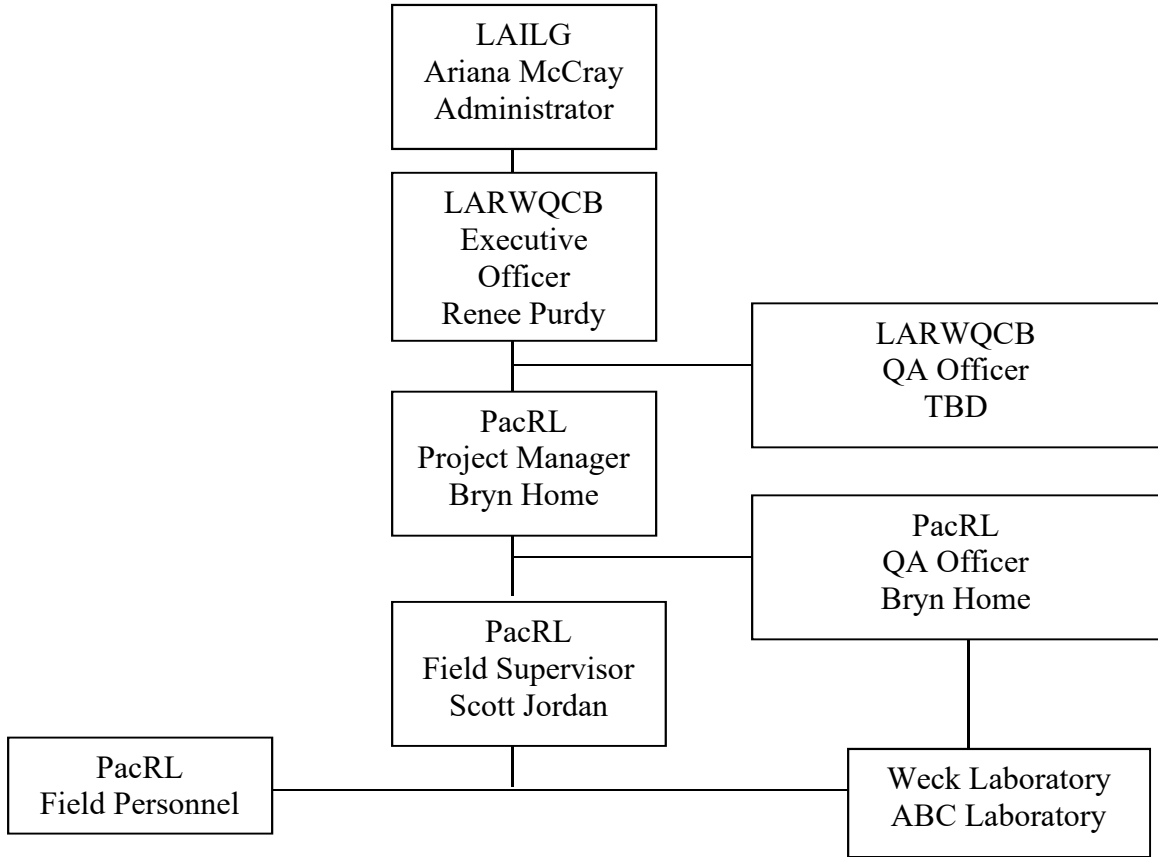 LAILG
Ariana McCray
Administrator
LARWQCB
Executive
Officer
Renee Purdy
LARWQCB
QA Officer
TBD
PacRL
Project Manager
Bryn Home
PacRL
QA Officer
Bryn Home
PacRL
Field Supervisor
Scott Jordan
PacRL
Field Personnel
Weck Laboratory
ABC Laboratory